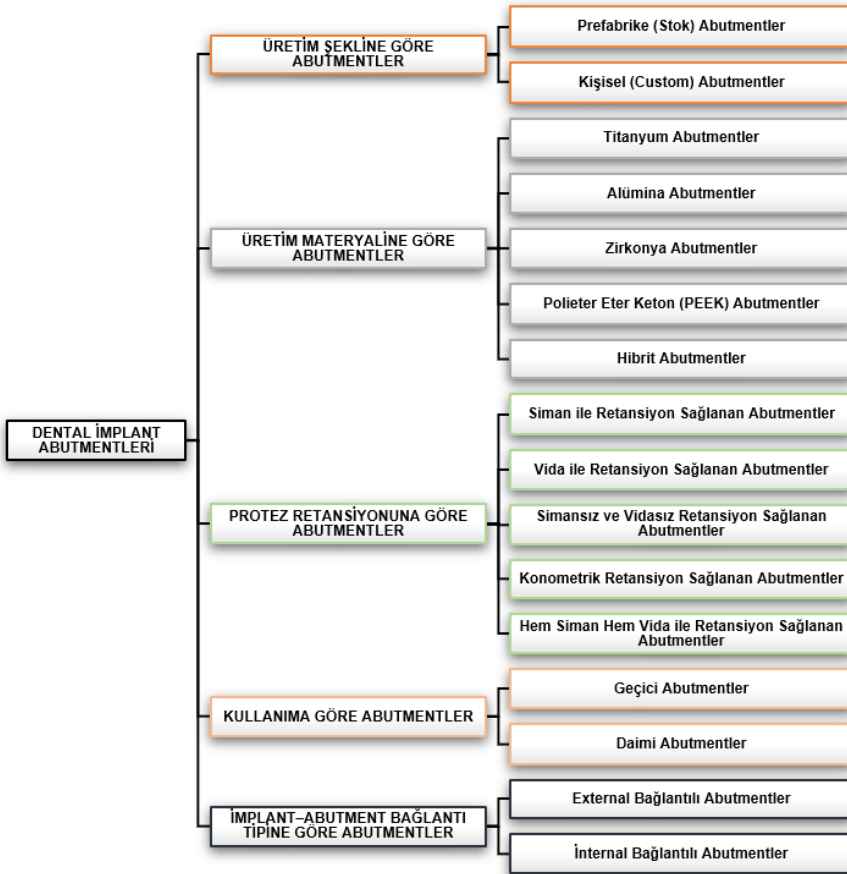 DENTAL İMPLANT
ABUTMENTLERİ
ÜRETİM ŞEKLİNE GÖRE
ABUTMENTLER
Prefabrike (Stok) Abutmentler
Kişisel (Custom) Abutmentler
ÜRETİM MATERYALİNE GÖRE
ABUTMENTLER
Titanyum Abutmentler
Alümina Abutmentler
Zirkonya Abutmentler
Polieter Eter Keton (PEEK) Abutmentler
Hibrit Abutmentler
PROTEZ RETANSİYONUNA GÖRE
ABUTMENTLER
Siman ile Retansiyon Sağlanan Abutmentler
Vida ile Retansiyon Sağlanan Abutmentler
Simansız ve Vidasız Retansiyon Sağlanan
Abutmentler
Konometrik Retansiyon Sağlanan Abutmentler
Hem Siman Hem Vida ile Retansiyon Sağlanan
Abutmentler
KULLANIMA GÖRE ABUTMENTLER
Geçici Abutmentler
Daimi Abutmentler
İMPLANT–ABUTMENT BAĞLANTI
TİPİNE GÖRE ABUTMENTLER
External Bağlantılı Abutmentler
İnternal Bağlantılı Abutmentler